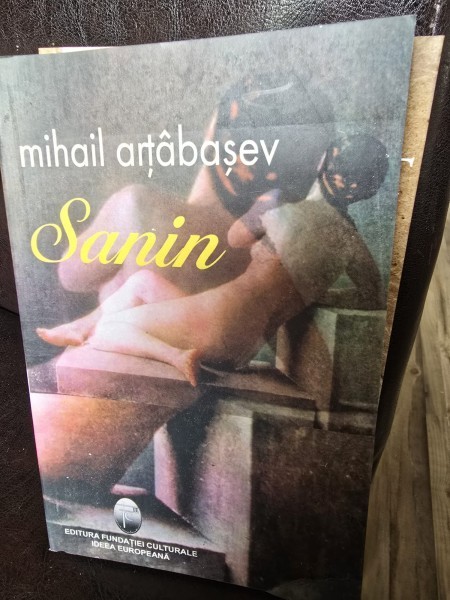 mihail arțâbașev
Sanin
EDITURA FUNDAȚIEI CULTURALE
IDEEA EUROPEANĂ